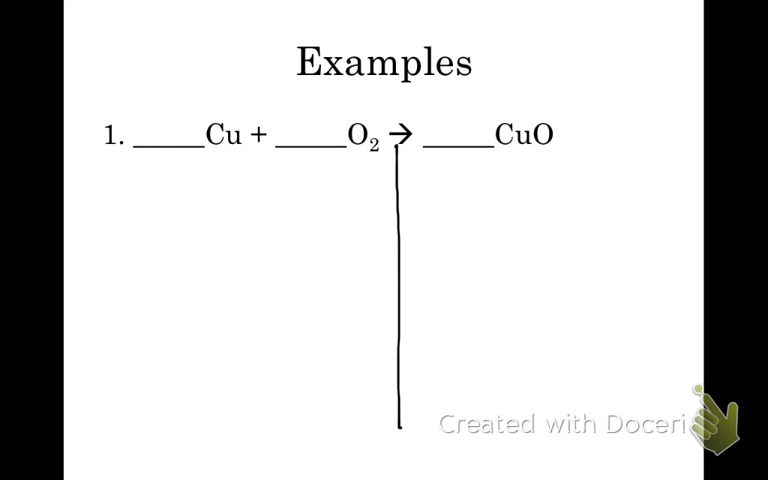 Examples
1. _____Cu + _____O₂ → _____CuO
Created with Doceri